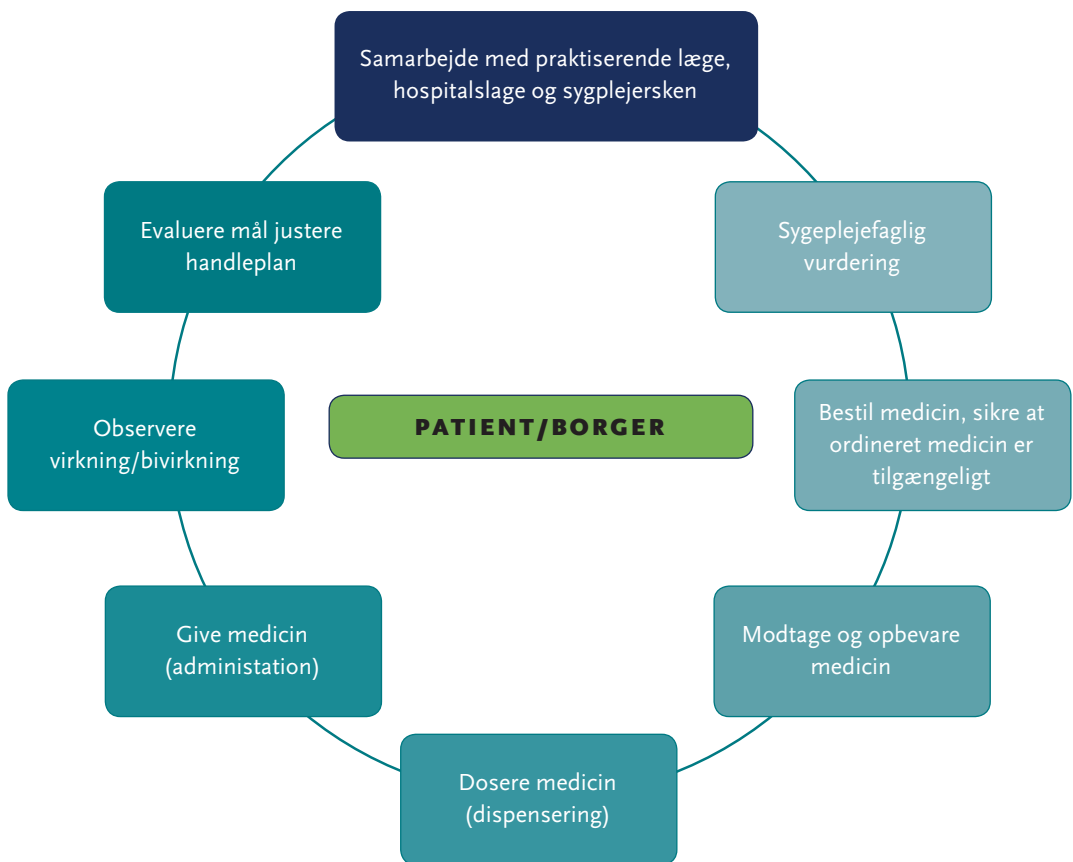 Samarbejde med praktiserende læge,
hospitalslage og sygplejersken
Sygeplejefaglig
vurdering
Bestil medicin, sikre at
ordineret medicin er
tilgængeligt
Modtage og opbevare
medicin
Dosere medicin
(dispensering)
Give medicin
(administation)
Observere
virkning/bivirkning
Evaluere mål justere
handleplan
PATIENT/BORGER